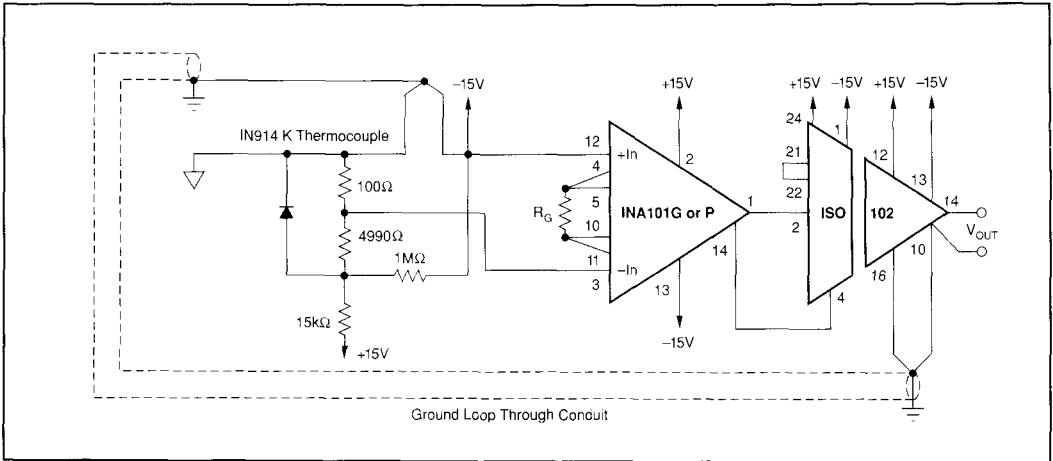 −15V
+15V
+15V −15V
+15V −15V
IN914 K Thermocouple
24
1
12
+In
4
2
21
12
13
100Ω
5
22
14
RG
INA101G or P
1
ISO
102
VOUT
4990Ω
10
2
10
1MΩ
11
14
16
−In
3
13
4
15kΩ
−15V
+15V
Ground Loop Through Conduit